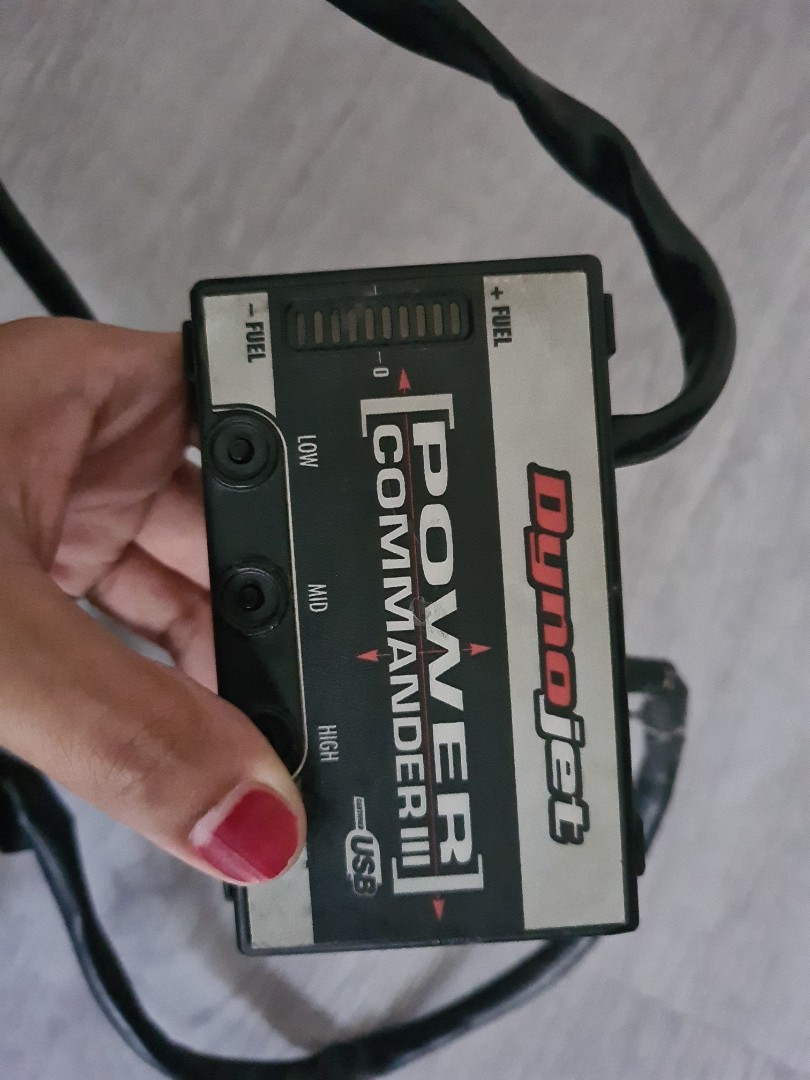 Dynojet
+ FUEL
POWER
COMMANDER III
0
- FUEL
LOW
MID
HIGH
USB